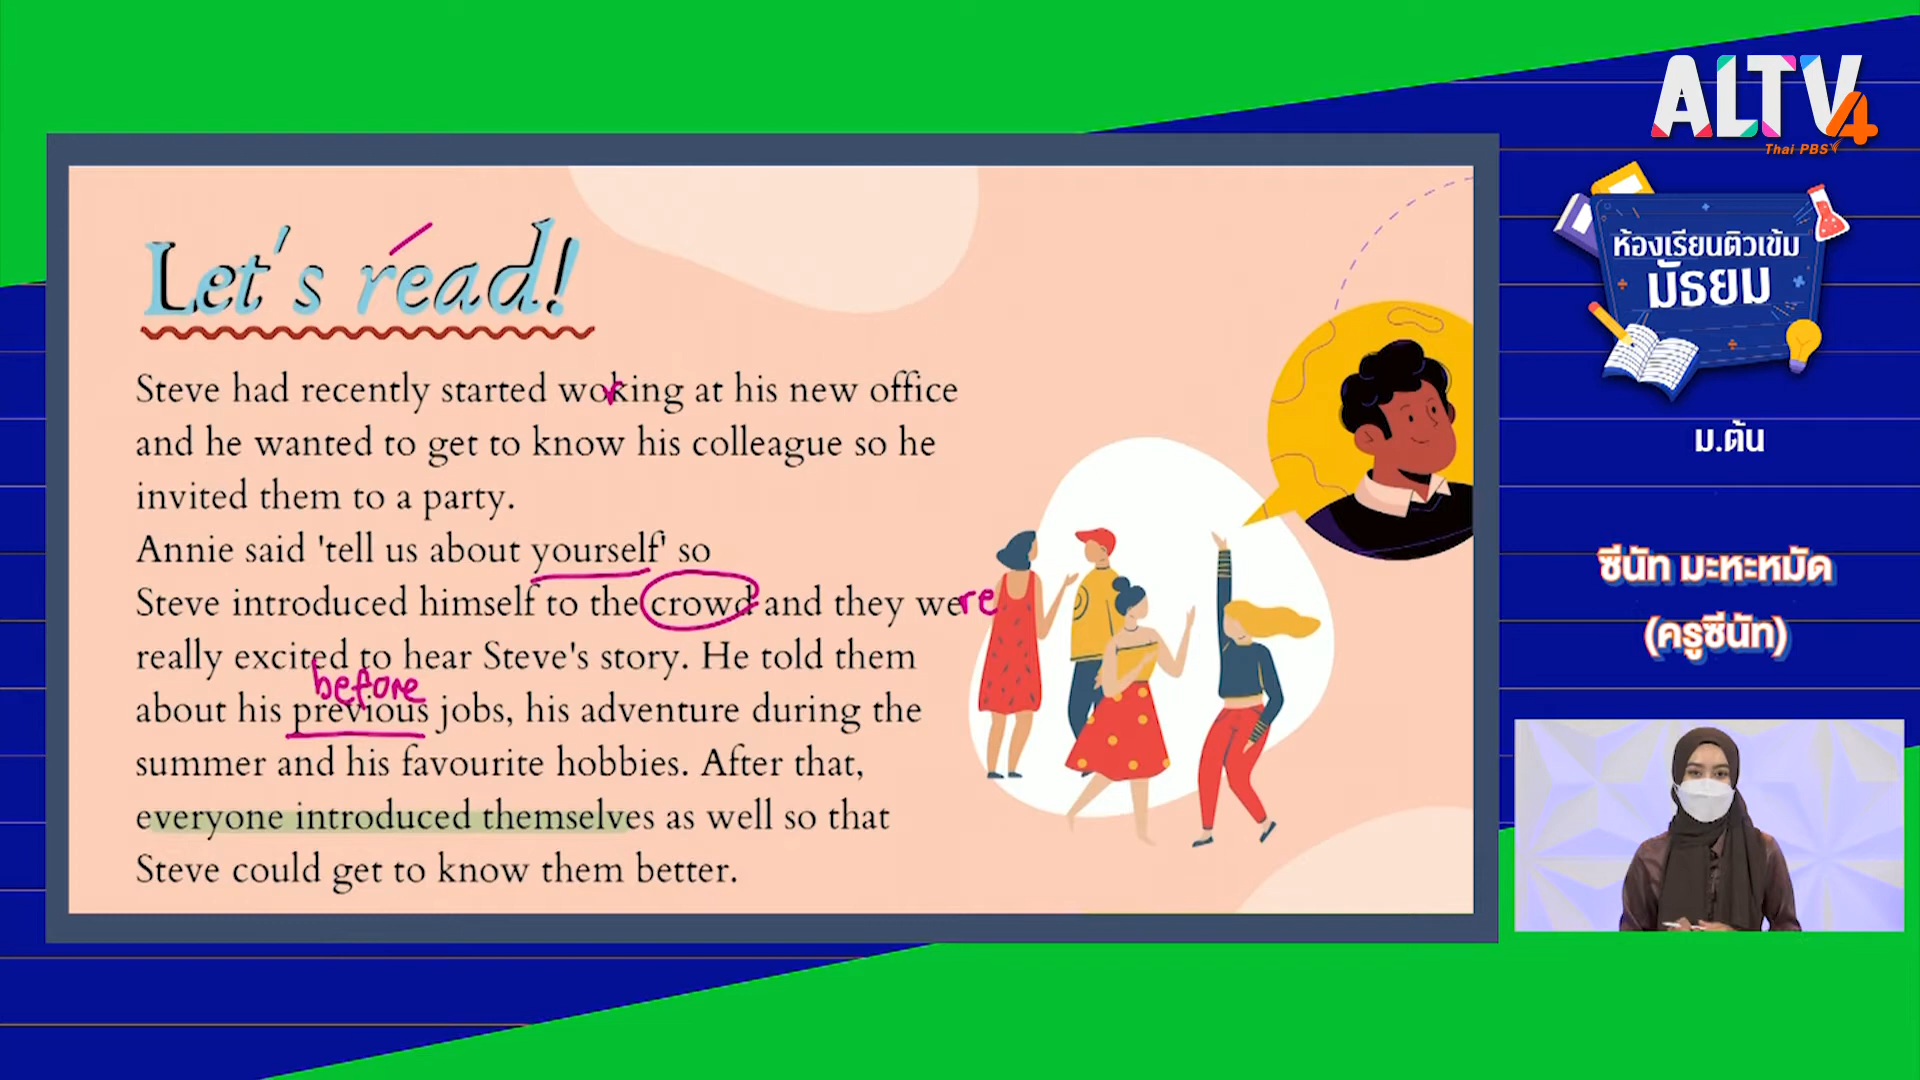 ALTV4
Thai PBS
ห้องเรียนติวเข้ม
มัธยม
ม.ต้น
ซีนัท มะหะหมัด
(ครูซีนัท)
Let's read!
Steve had recently started woking at his new office
r
and he wanted to get to know his colleague so he
invited them to a party.
Annie said 'tell us about yourself' so
Steve introduced himself to the crowd and they were
really excited to hear Steve's story. He told them
before
about his previous jobs, his adventure during the
summer and his favourite hobbies. After that,
everyone introduced themselves as well so that
Steve could get to know them better.